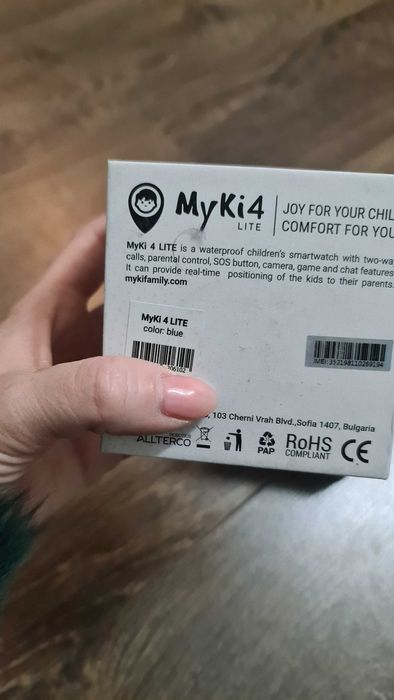 MyKi4
LITE
JOY FOR YOUR CHIL
COMFORT FOR YOU
MyKi 4 LITE is a waterproof children's smartwatch with two-wa
calls, parental control, SOS button, camera, game and chat features
It can provide real-time positioning of the kids to their parents.
mykifamily.com
MyKi 4 LITE
color: blue
06102
IMEI: 352198110269194
103 Cherni Vrah Blvd.,Sofia 1407, Bulgaria
ALLTERCO
PAP
RoHS
COMPLIANT
CE